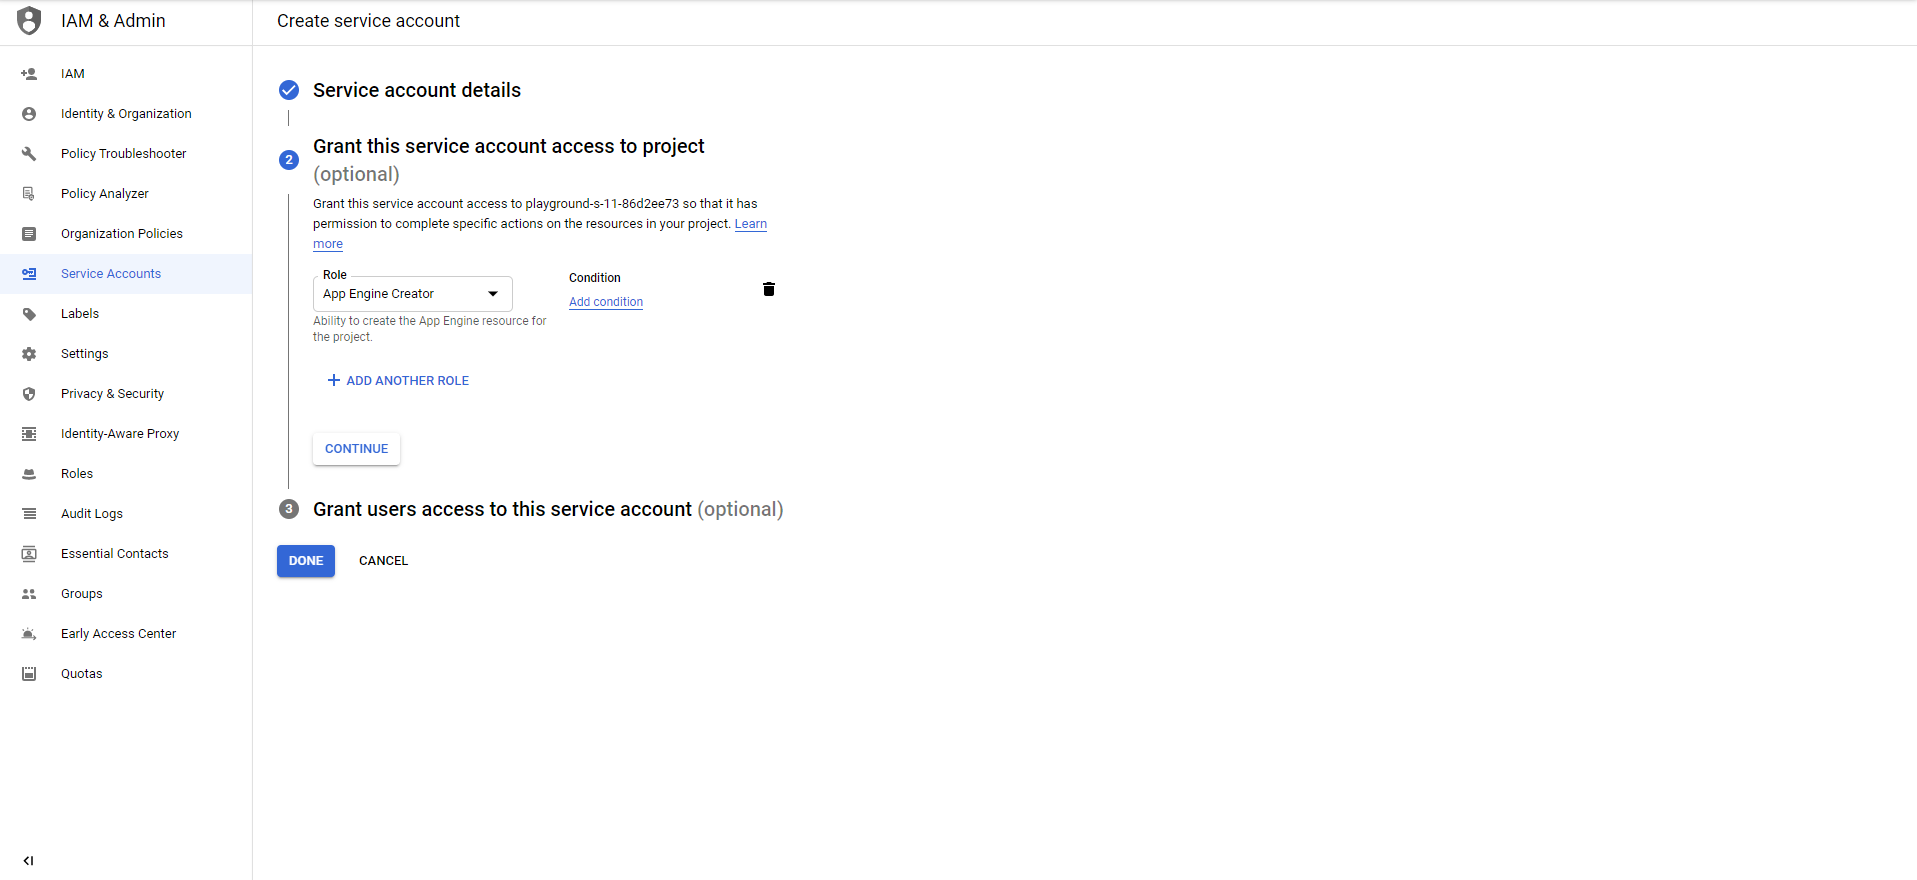 IAM & Admin
Create service account
IAM
Identity & Organization
Policy Troubleshooter
Policy Analyzer
Organization Policies
Service Accounts
Labels
Settings
Privacy & Security
Identity-Aware Proxy
Roles
Audit Logs
Essential Contacts
Groups
Early Access Center
Quotas
Service account details
2
Grant this service account access to project
(optional)
Grant this service account access to playground-s-11-86d2ee73 so that it has
permission to complete specific actions on the resources in your project. Learn
more
Role
App Engine Creator
Ability to create the App Engine resource for
the project.
Condition
Add condition
ADD ANOTHER ROLE
CONTINUE
3 Grant users access to this service account (optional)
DONE CANCEL